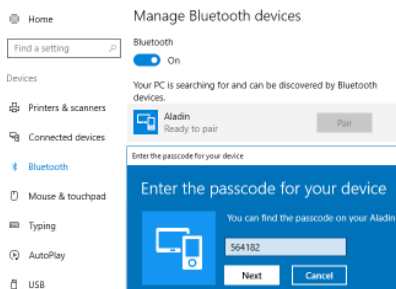 Home
Find a setting
Devices
Printers & scanners
Connected devices
Bluetooth
Mouse & touchpad
Typing
AutoPlay
USB
Manage Bluetooth devices
Bluetooth
On
Your PC is searching for and can be discovered by Bluetooth
devices.
Aladin
Ready to pair
Pair
Enter the passcode for your device
Enter the passcode for your device
You can find the passcode on your Aladin
564182
Next
Cancel